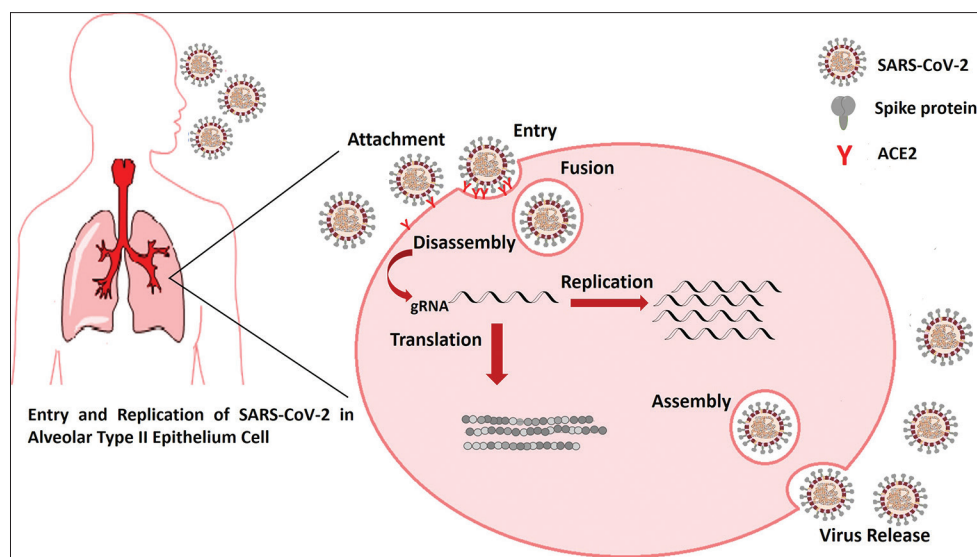 SARS-CoV-2
Spike protein
ACE2
Attachment
Entry
Fusion
Disassembly
gRNA
Replication
Translation
Assembly
Virus Release
Entry and Replication of SARS-CoV-2 in
Alveolar Type II Epithelium Cell